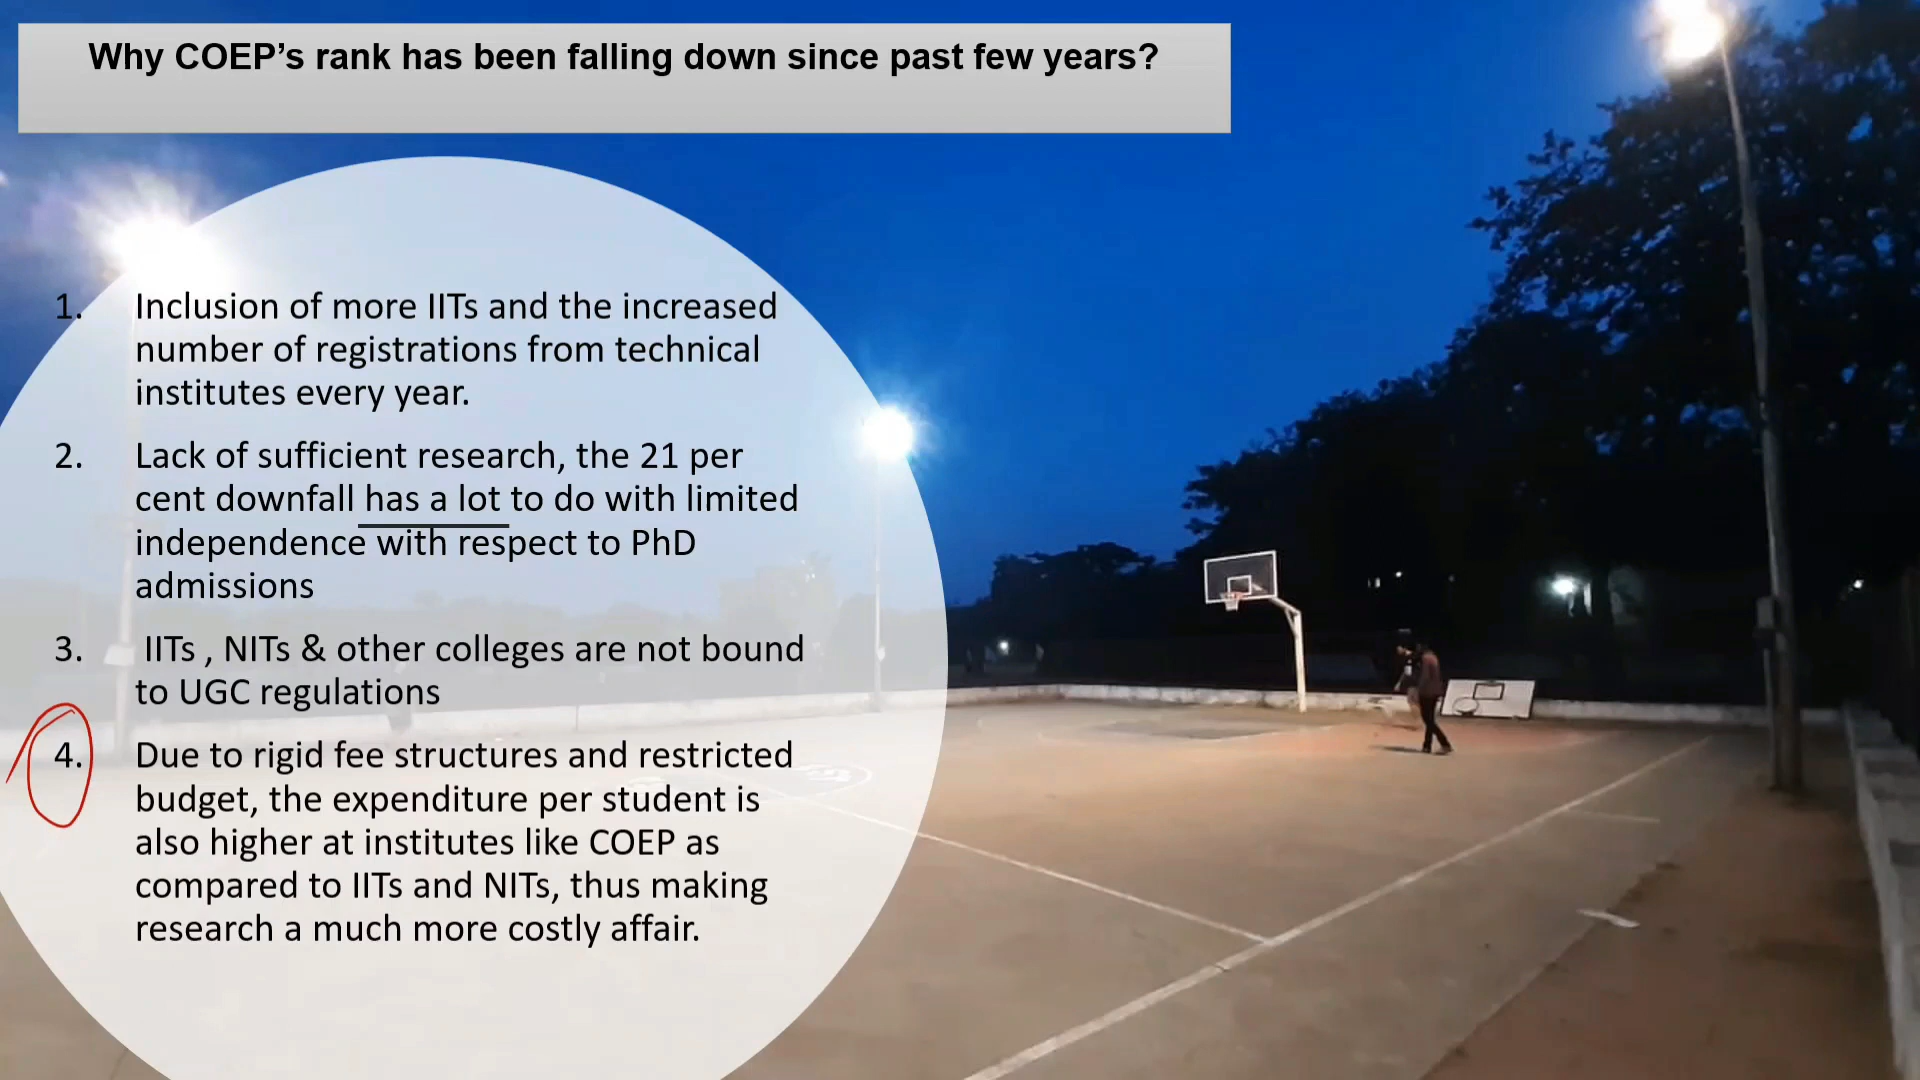 Why COEP’s rank has been falling down since past few years?
1. Inclusion of more IITs and the increased
number of registrations from technical
institutes every year.
2. Lack of sufficient research, the 21 per
cent downfall has a lot to do with limited
independence with respect to PhD
admissions
3. IITs , NITs & other colleges are not bound
to UGC regulations
4. Due to rigid fee structures and restricted
budget, the expenditure per student is
also higher at institutes like COEP as
compared to IITs and NITs, thus making
research a much more costly affair.